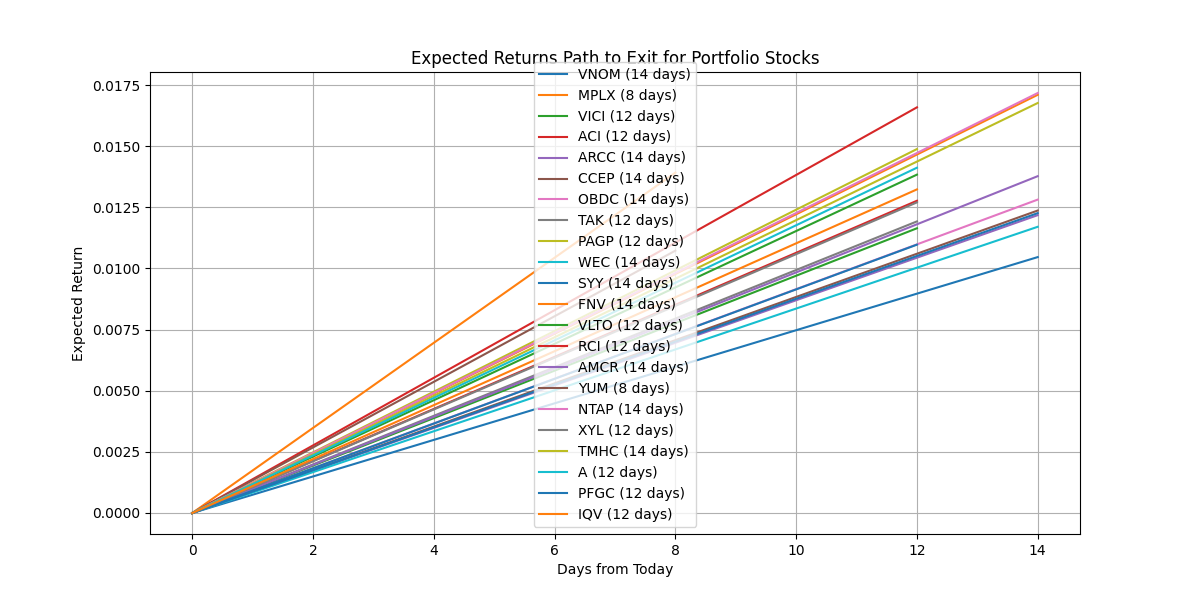 Expected Returns Path to Exit for Portfolio Stocks
Expected Return
0.0175
0.0150
0.0125
0.0100
0.0075
0.0050
0.0025
0.0000
VNOM (14 days)
MPLX (8 days)
VICI (12 days)
ACI (12 days)
ARCC (14 days)
CCEP (14 days)
OBDC (14 days)
TAK (12 days)
PAGP (12 days)
WEC (14 days)
SYY (14 days)
FNV (14 days)
VLTO (12 days)
RCI (12 days)
AMCR (14 days)
YUM (8 days)
NTAP (14 days)
XYL (12 days)
TMHC (14 days)
A (12 days)
PFGC (12 days)
IQV (12 days)
0 2 4 6 8 10 12 14
Days from Today